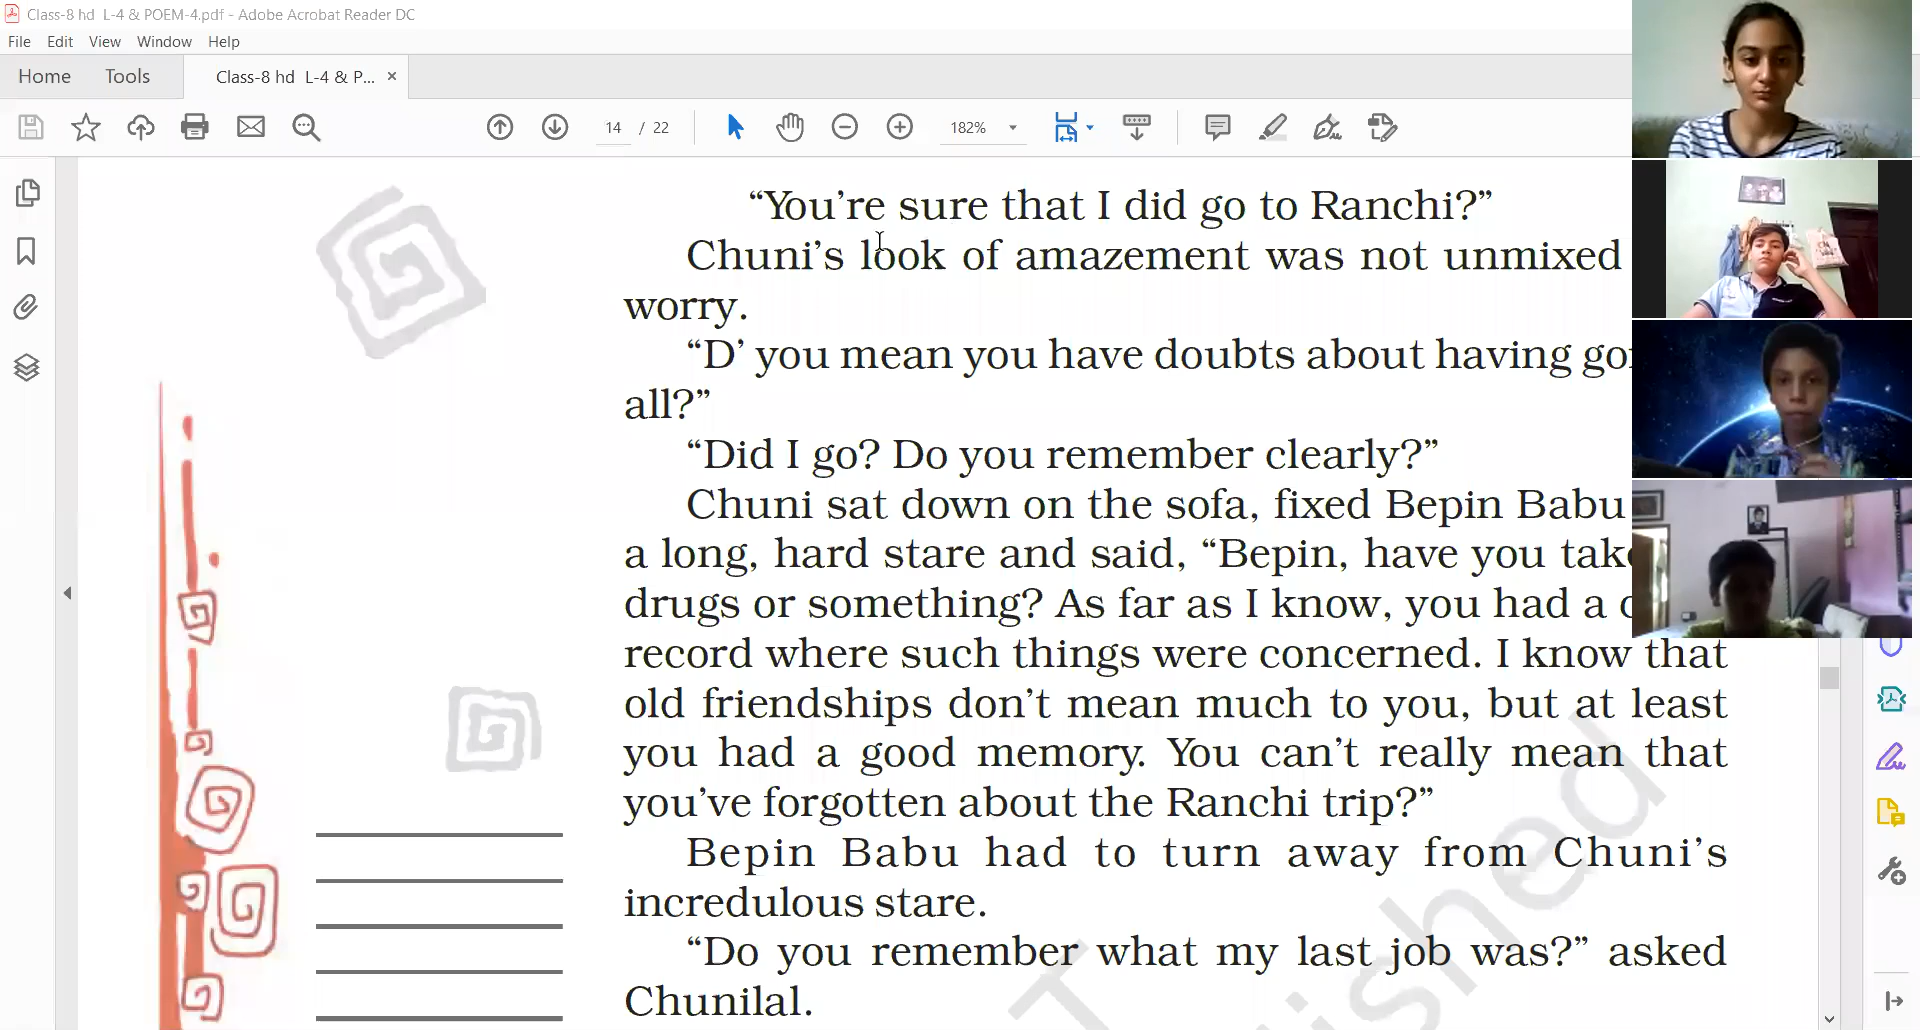 Class-8 hd L-4 & POEM-4.pdf - Adobe Acrobat Reader DC
File Edit View Window Help
Home Tools Class-8 hd L-4 & P... ×
14 / 22 182%
“You’re sure that I did go to Ranchi?”
Chuni’s look of amazement was not unmixed
worry.
“D’ you mean you have doubts about having
all?”
“Did I go? Do you remember clearly?”
Chuni sat down on the sofa, fixed Bepin Babu
a long, hard stare and said, “Bepin, have you
drugs or something? As far as I know, you had a
record where such things were concerned. I know that
old friendships don’t mean much to you, but at least
you had a good memory. You can’t really mean that
you’ve forgotten about the Ranchi trip?”
Bepin Babu had to turn away from Chuni’s
incredulous stare.
“Do you remember what my last job was?” asked
Chunilal.